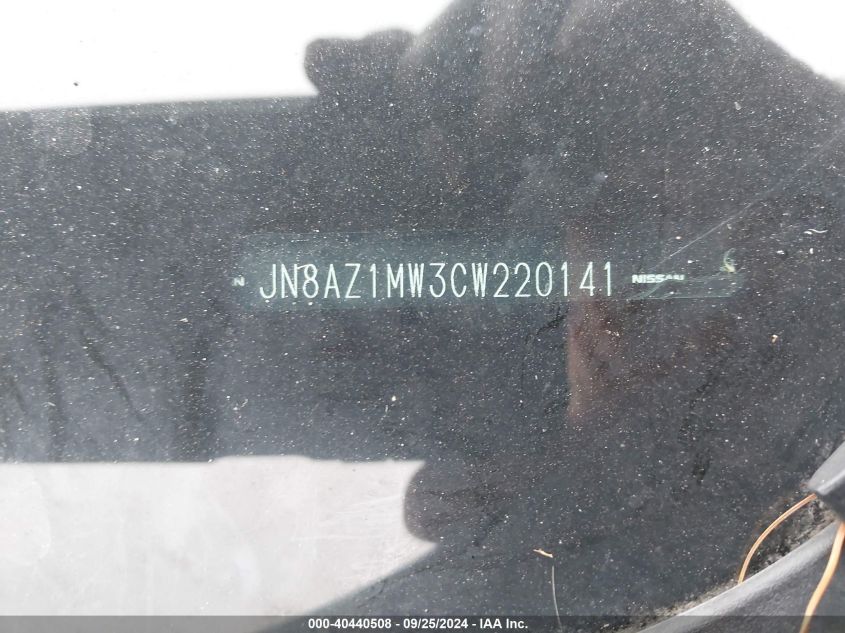 N JN8AZ1MW3CW220141 NISSAN
000-40440508 - 09/25/2024 - IAA Inc.